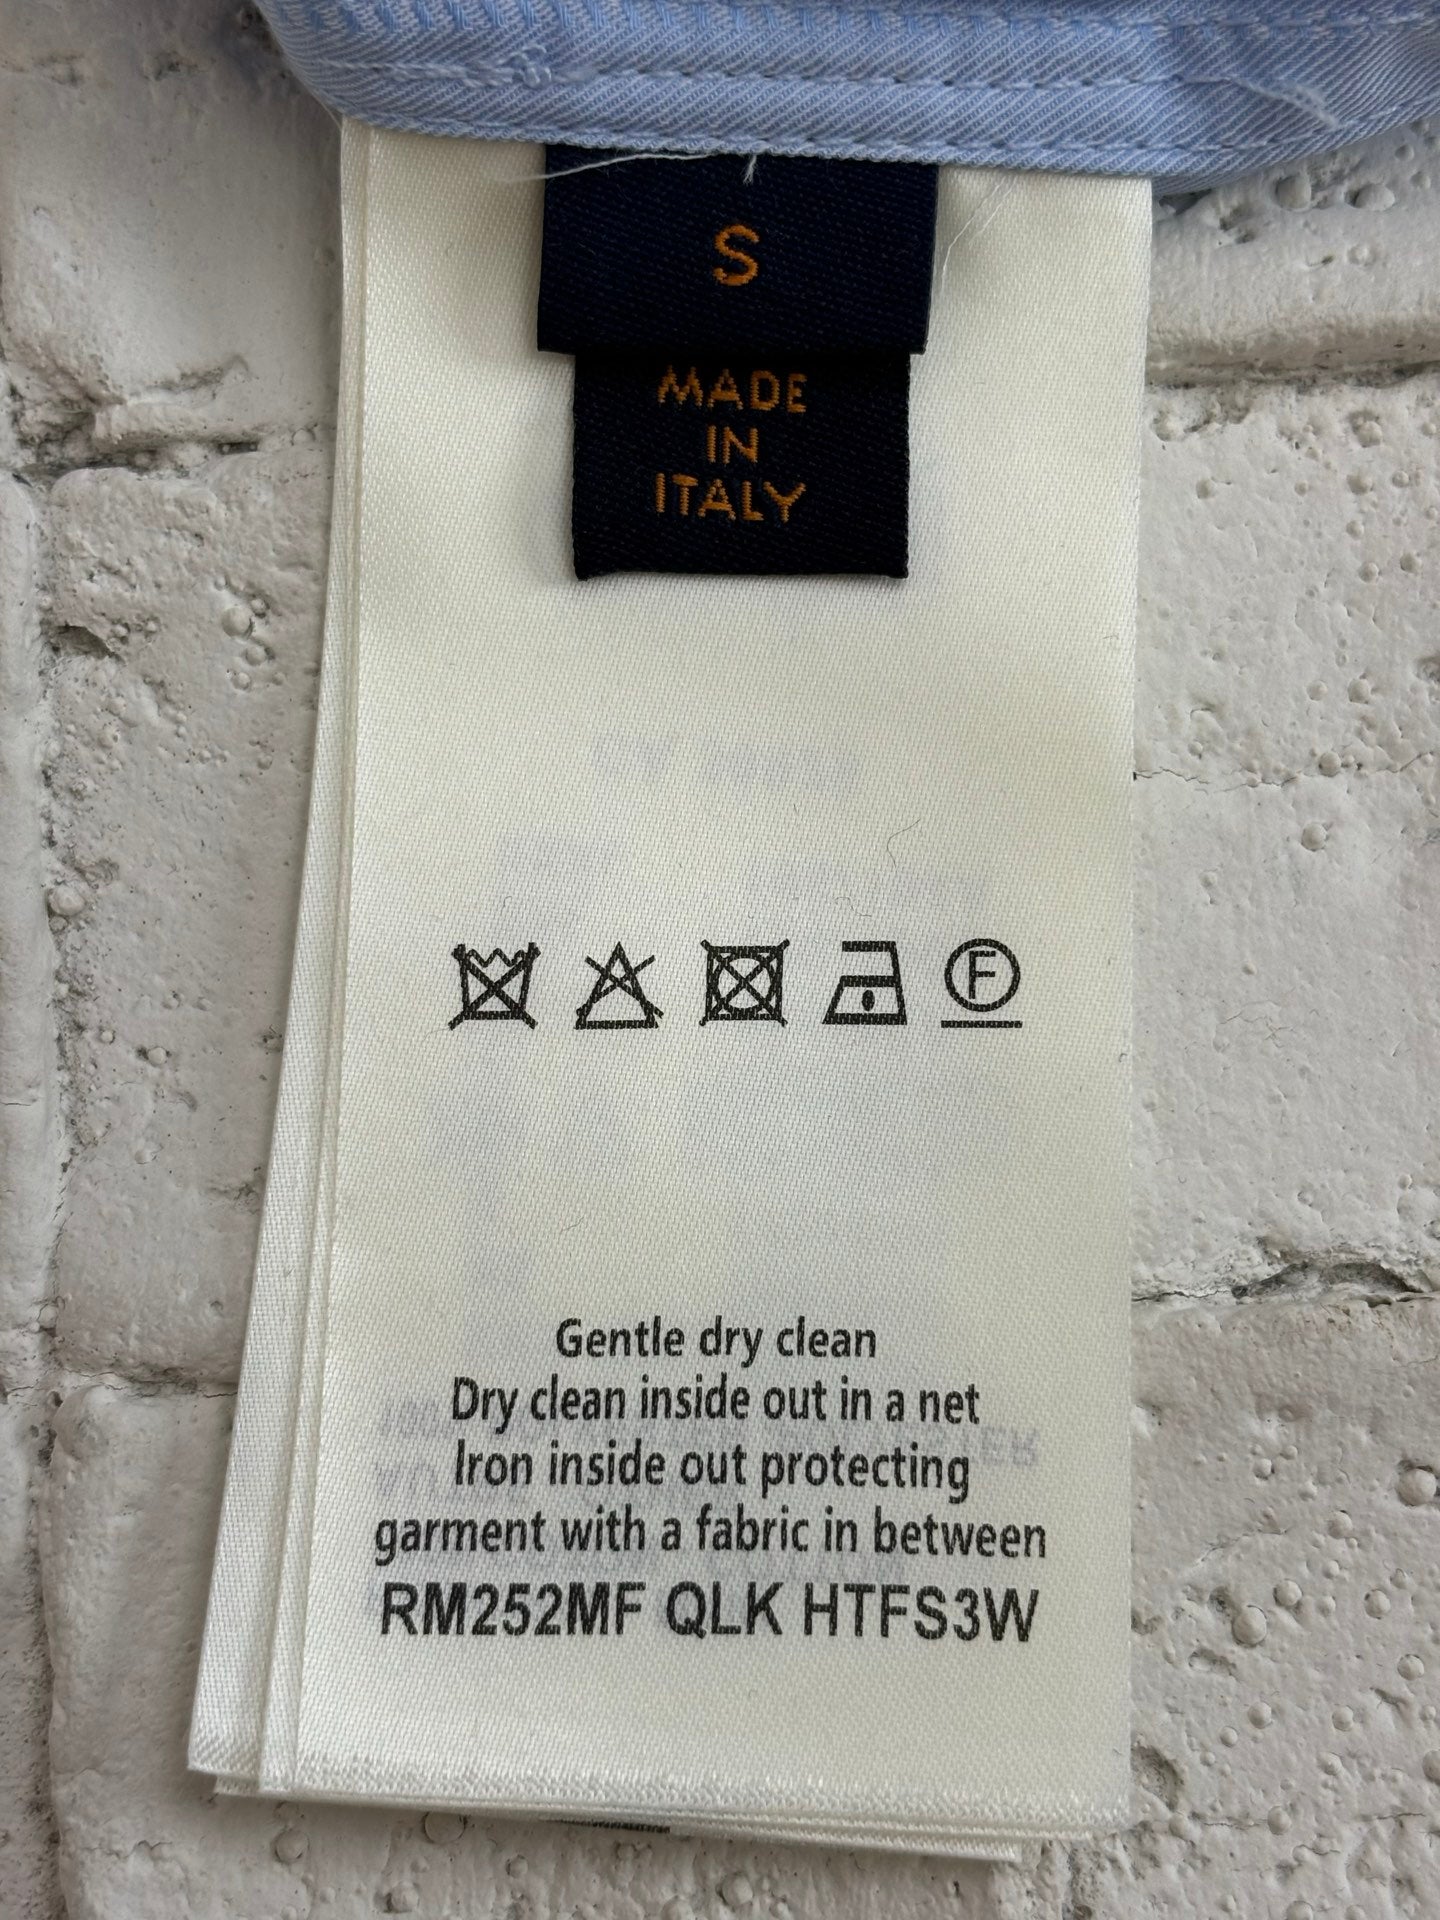 S
MADE
IN
ITALY
F
Gentle dry clean
Dry clean inside out in a net
Iron inside out protecting
garment with a fabric in between
RM252MF QLK HTFS3W